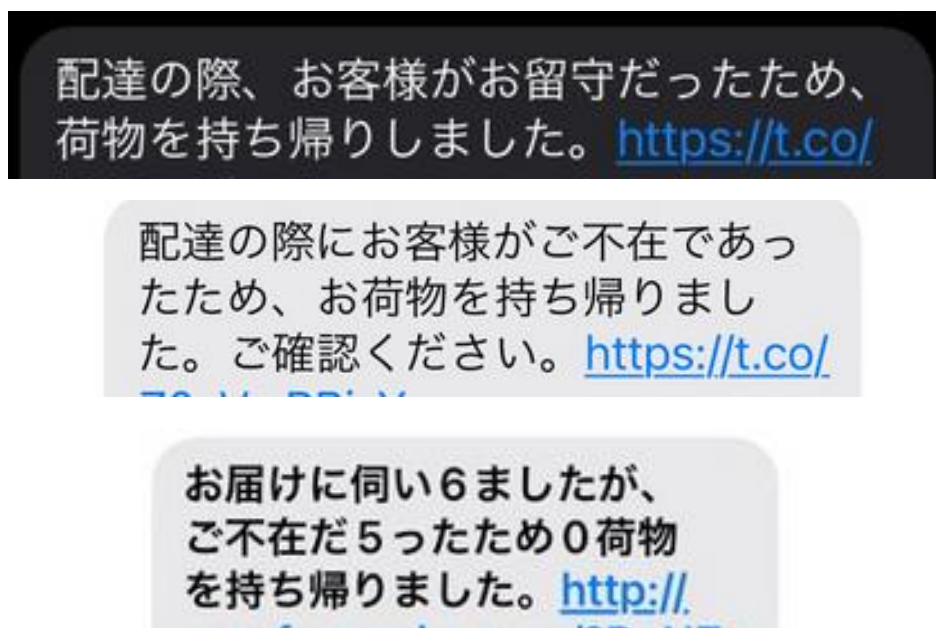 配達の際、お客様がお留守だったため、
荷物を持ち帰りしました。https://t.co/
配達の際にお客様がご不在であっ
たため、お荷物を持ち帰りまし
た。ご確認ください。https://t.co/
お届けに伺い6ましたが、
ご不在だ5ったため0荷物
を持ち帰りました。http://